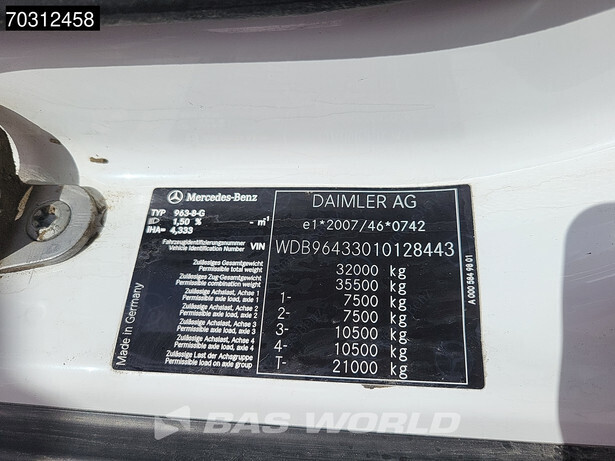 70312458
Mercedes-Benz
DAIMLER AG
TYP 963-8-G
1,50 % - m-1
iHA= 4,333
e1*2007/46*0742
Fahrzeugidentifizierungsnummer
Vehicle Identification Number VIN WDB96433010128443
Zulässiges Gesamtgewicht
Permissible total weight 32000 kg
Zulässiges Zug-Gesamtgewicht
Permissible combination weight 35500 kg
Zulässige Achslast, Achse 1
Permissible axle load, axle 1 1- 7500 kg
Zulässige Achslast, Achse 2
Permissible axle load, axle 2 2- 7500 kg
Zulässige Achslast, Achse 3
Permissible axle load, axle 3 3- 10500 kg
Zulässige Achslast, Achse 4
Permissible axle load, axle 4 4- 10500 kg
Zulässige Last der Achsgruppe
Permissible load on axle group T- 21000 kg
Made in Germany
A 000 584 98 01
BAS WORLD